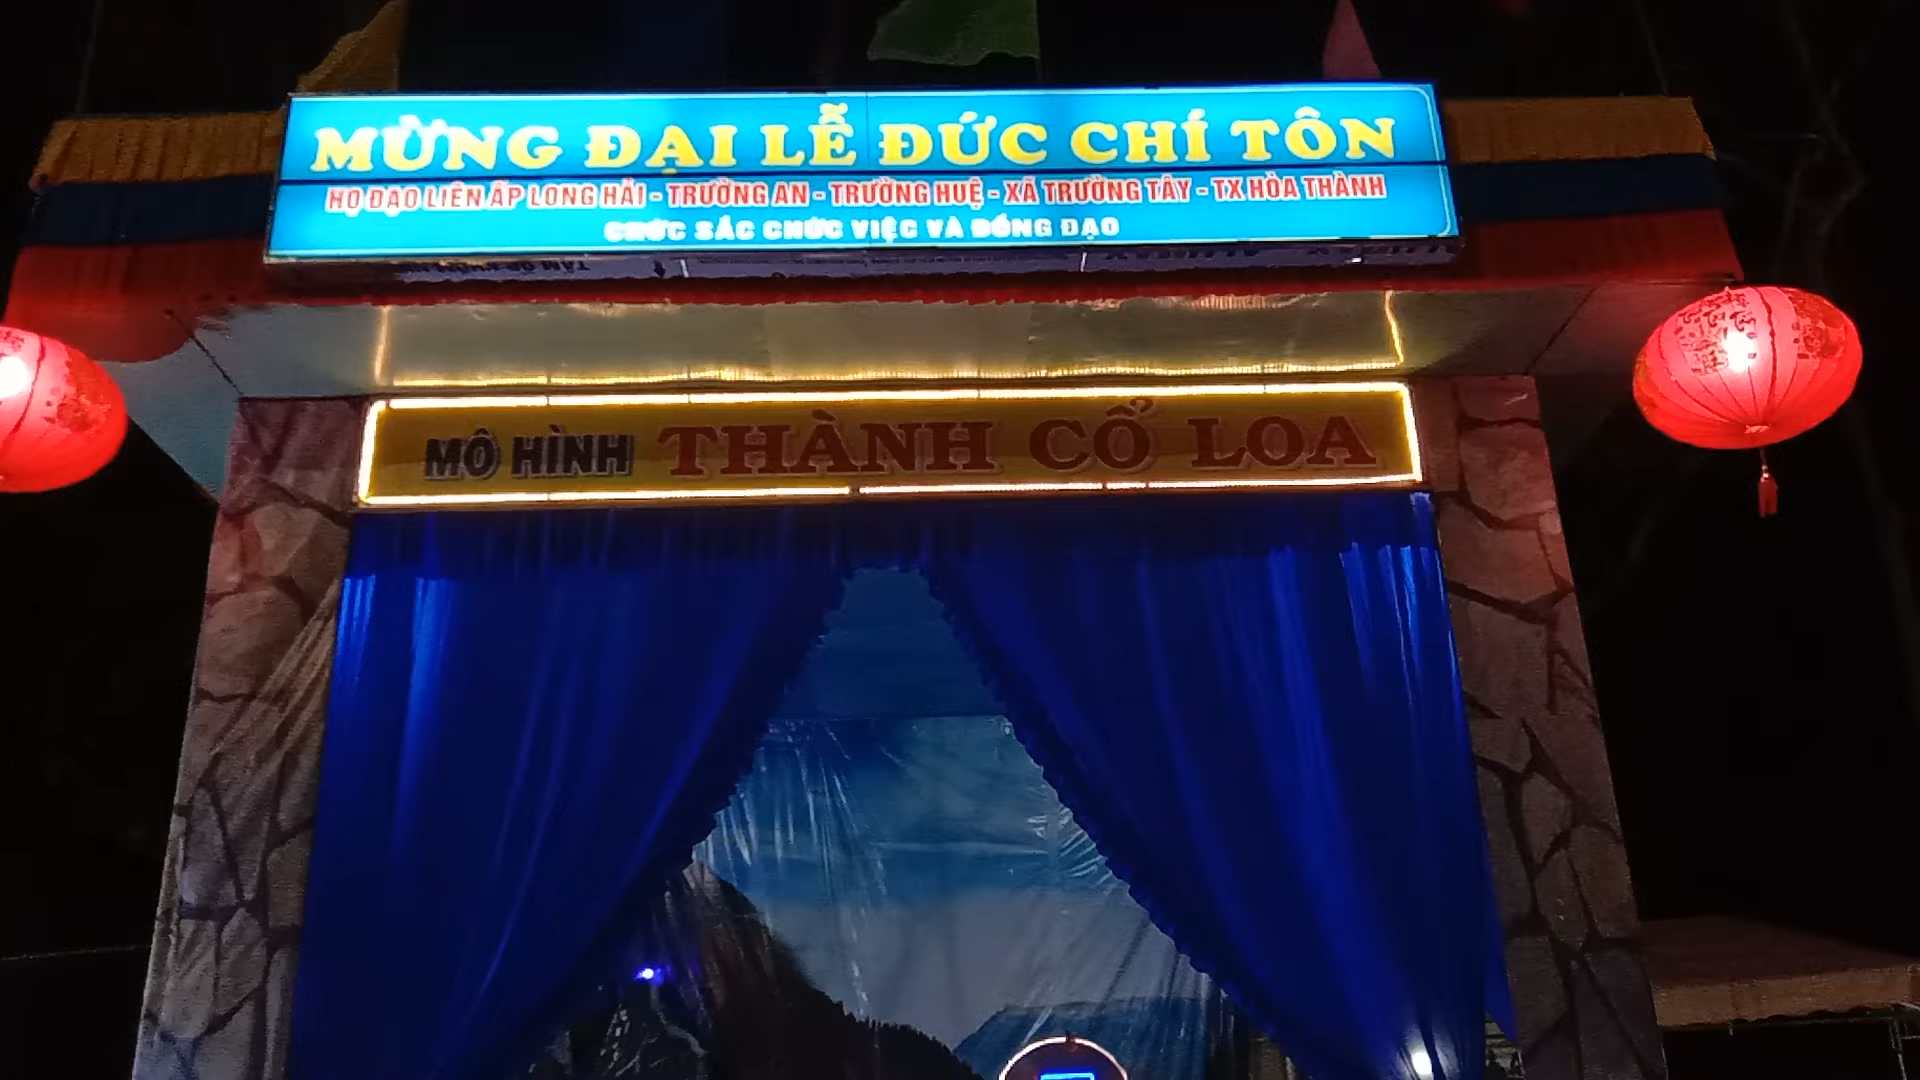 MỪNG ĐẠI LỄ ĐỨC CHÍ TÔN
HỌ ĐẠO LIÊN ẤP LONG HẢI - TRƯỜNG AN - TRƯỜNG HUỆ - XÃ TRƯỜNG TÂY - TX HÒA THÀNH
CHỨC SẮC CHỨC VIỆC VÀ ĐỒNG ĐẠO
MÔ HÌNH THÀNH CỔ LOA